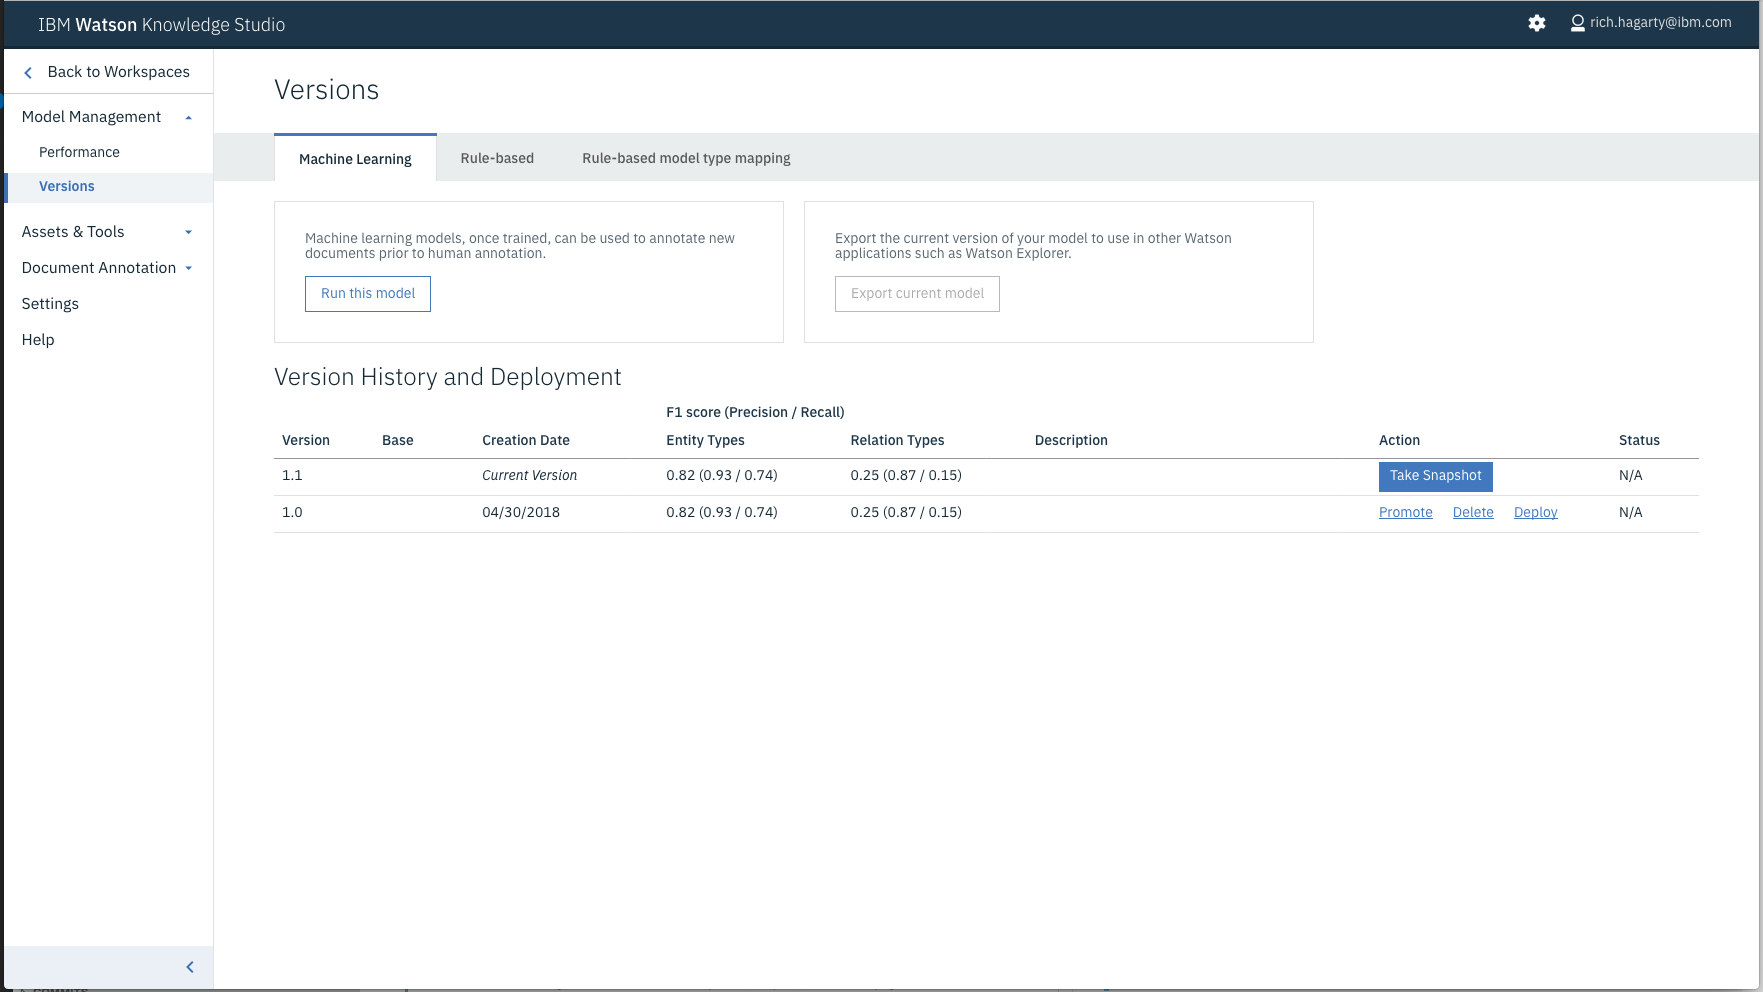 IBM Watson Knowledge Studio
rich.hagarty@ibm.com
Back to Workspaces
Model Management
Performance
Versions
Assets & Tools
Document Annotation
Settings
Help
Versions
Machine Learning
Rule-based
Rule-based model type mapping
Machine learning models, once trained, can be used to annotate new
documents prior to human annotation.
Run this model
Export the current version of your model to use in other Watson
applications such as Watson Explorer.
Export current model
Version History and Deployment
F1 score (Precision / Recall)
Version Base Creation Date Entity Types Relation Types Description Action Status
1.1 Current Version 0.82 (0.93 / 0.74) 0.25 (0.87 / 0.15) Take Snapshot N/A
1.0 04/30/2018 0.82 (0.93 / 0.74) 0.25 (0.87 / 0.15) Promote Delete Deploy N/A